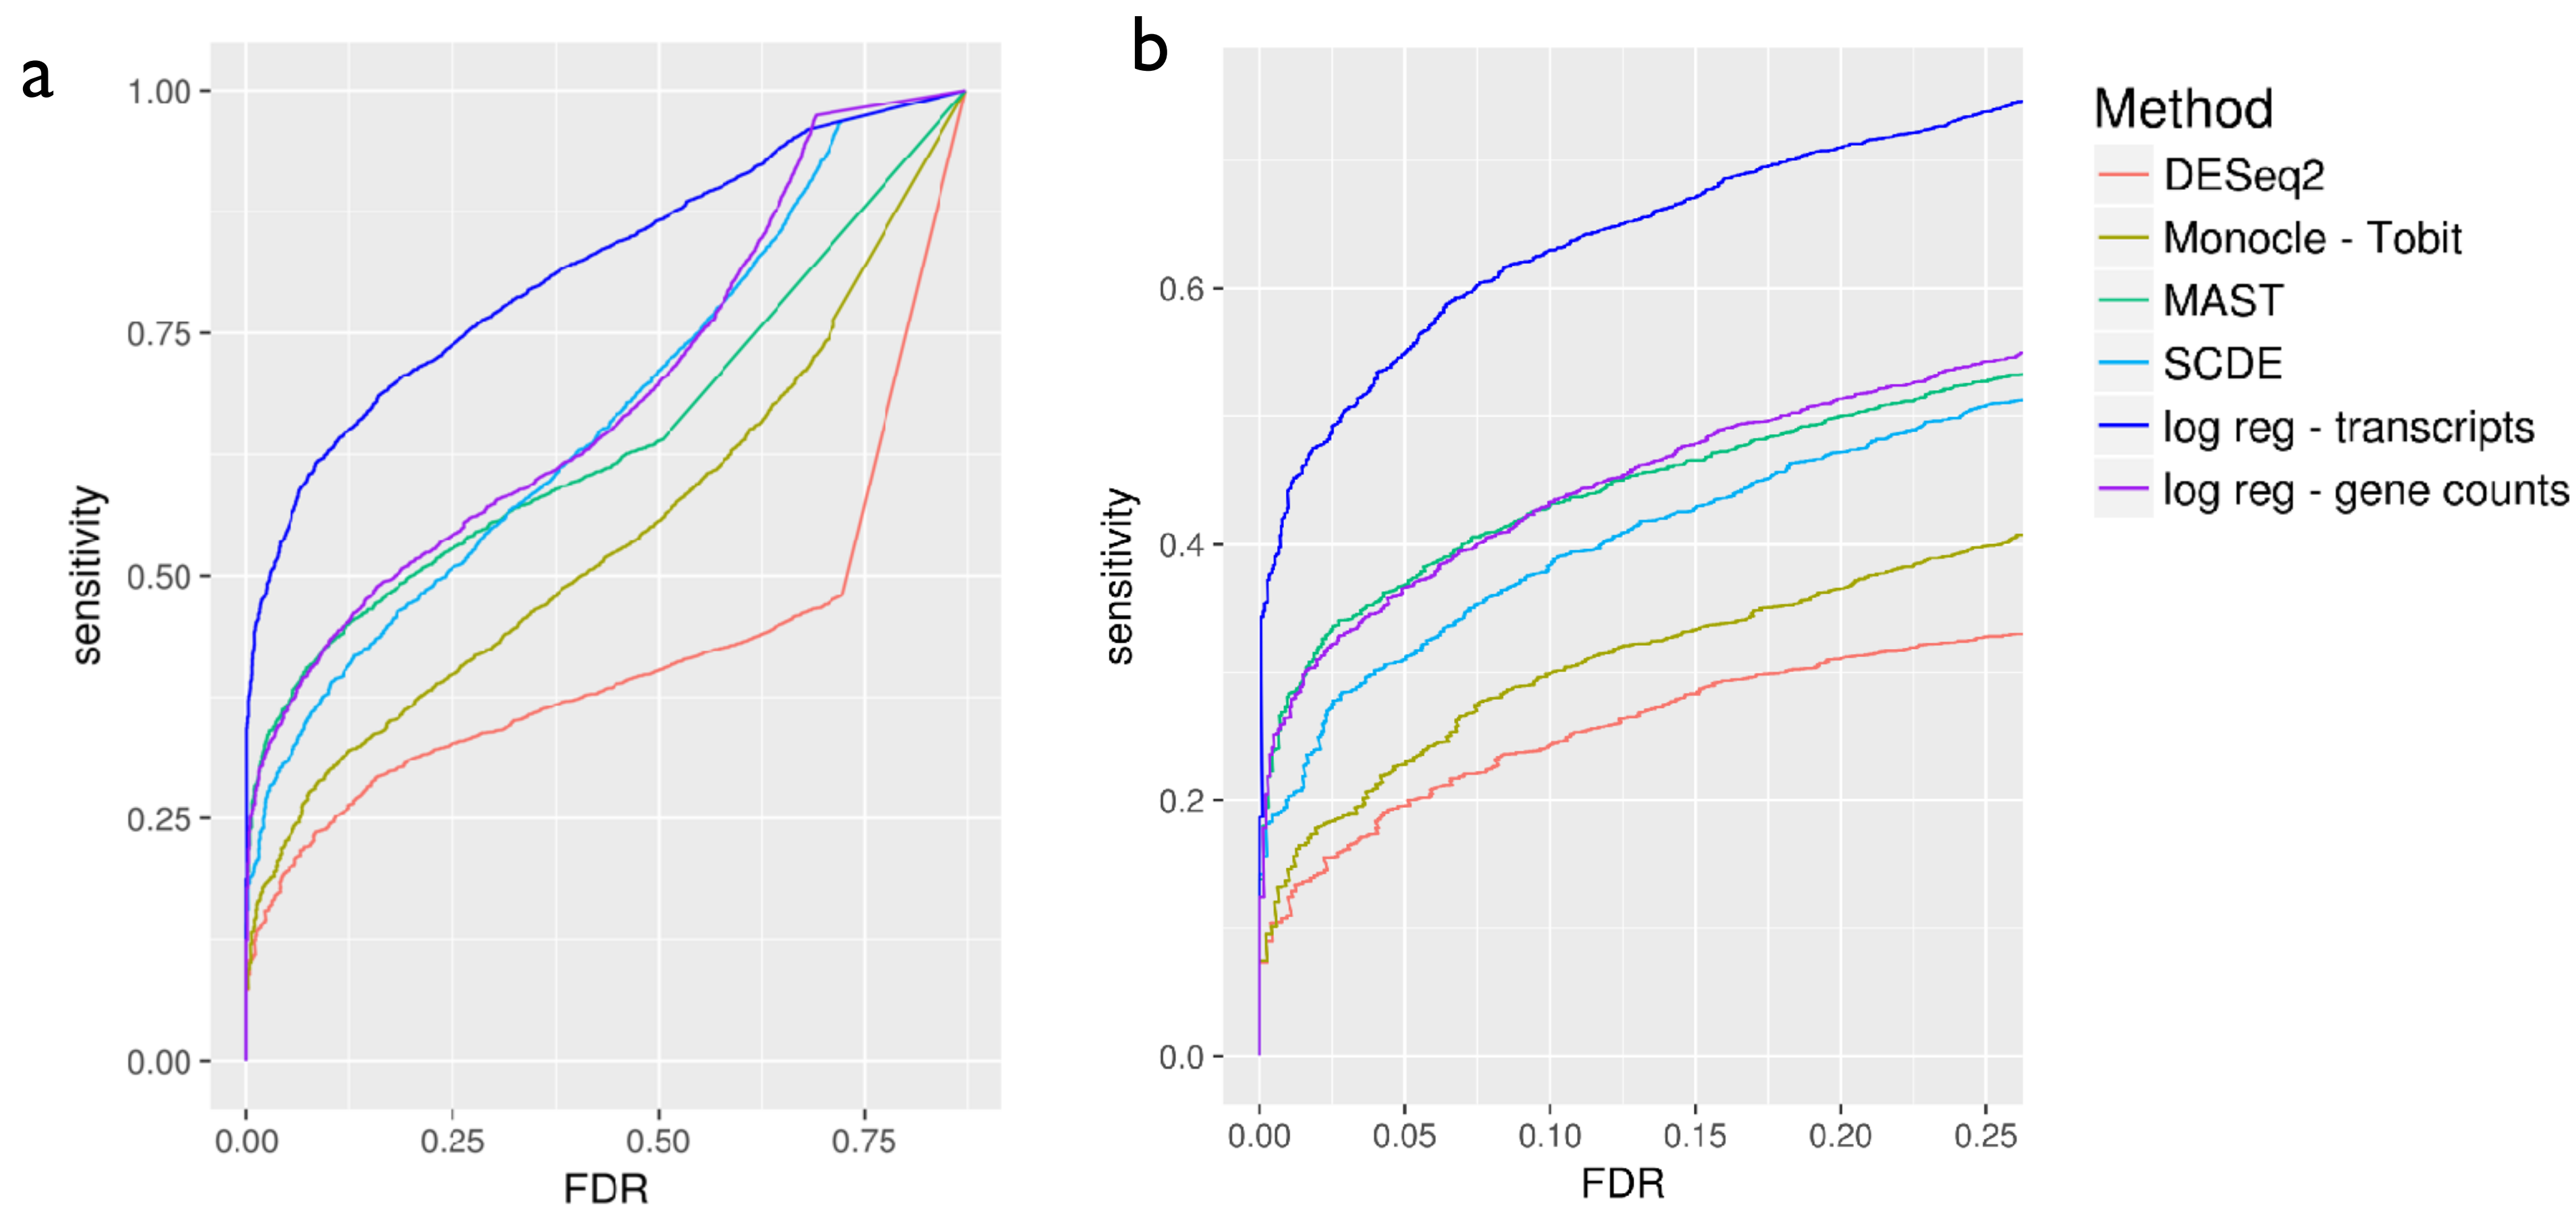 a
1.00
0.75
0.50
0.25
0.00
sensitivity
0.00 0.25 0.50 0.75
FDR
b
0.6
0.4
0.2
0.0
sensitivity
0.00 0.05 0.10 0.15 0.20 0.25
FDR
Method
DESeq2
Monocle - Tobit
MAST
SCDE
log reg - transcripts
log reg - gene counts